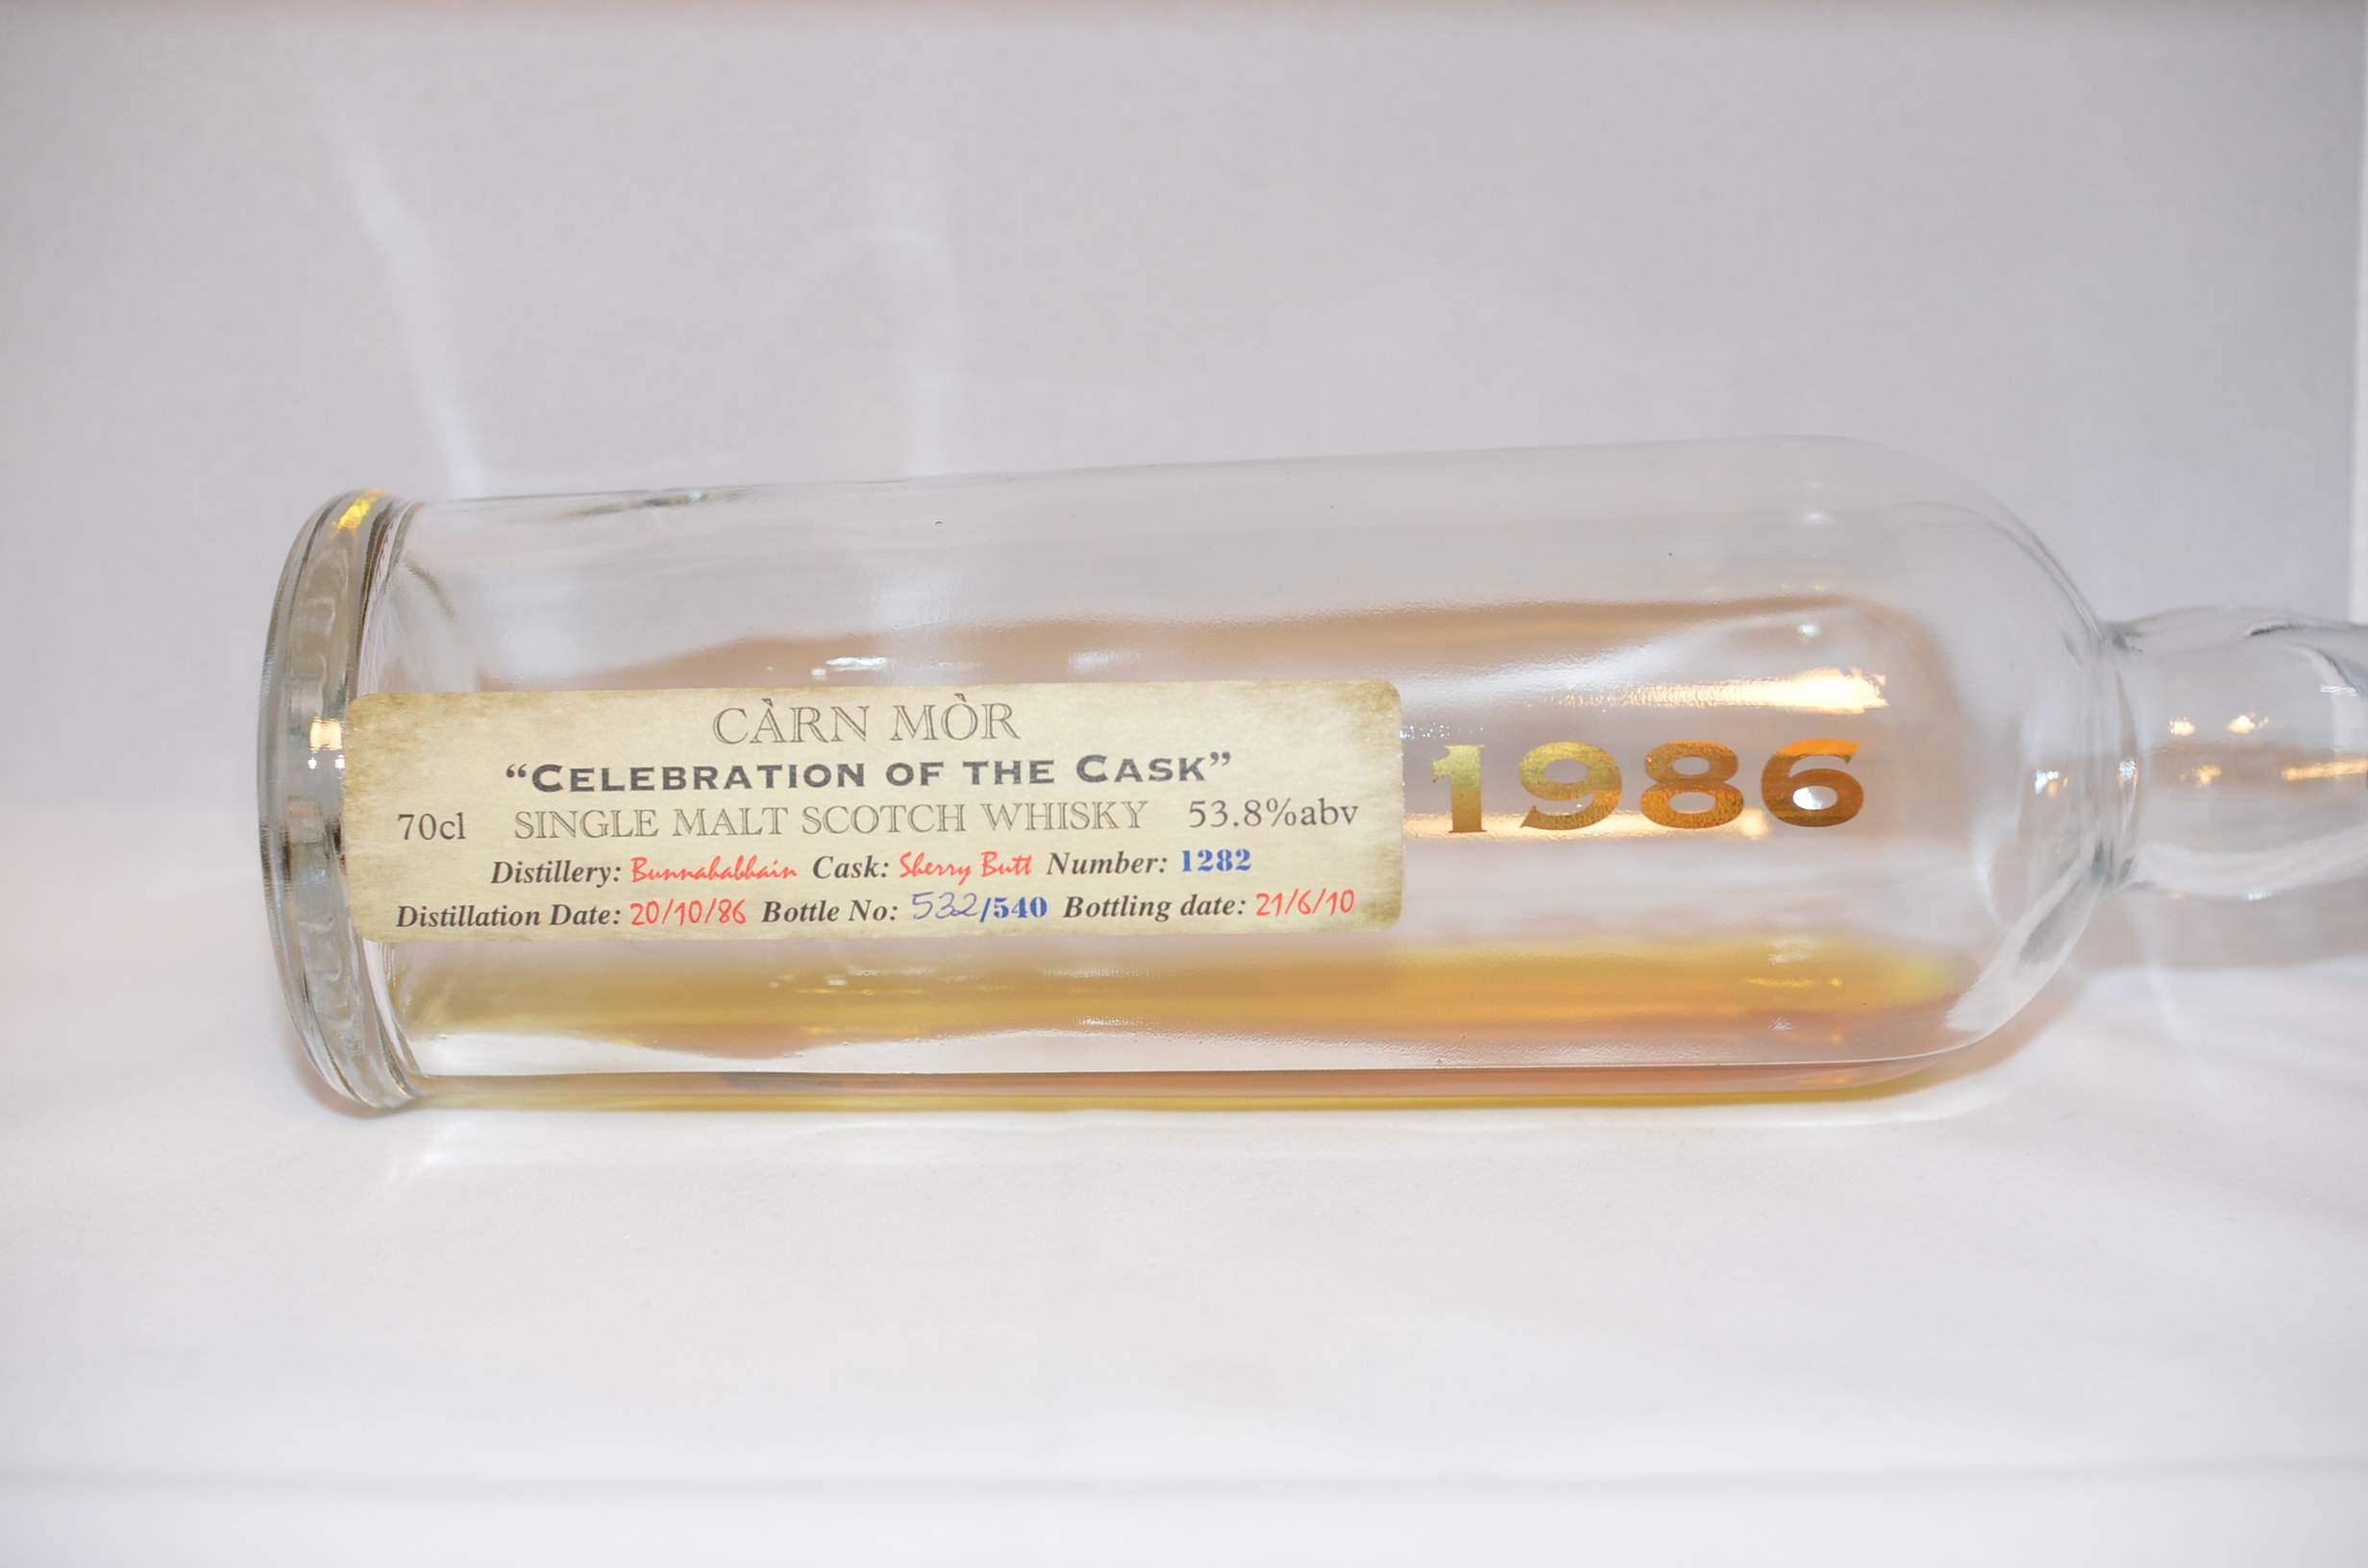 CÀRN MÒR
“CELEBRATION OF THE CASK”
70cl SINGLE MALT SCOTCH WHISKY 53.8%abv
Distillery: Bunnahabhain Cask: Sherry Butt Number: 1282
Distillation Date: 20/10/86 Bottle No: 532/540 Bottling date: 21/6/10
1986